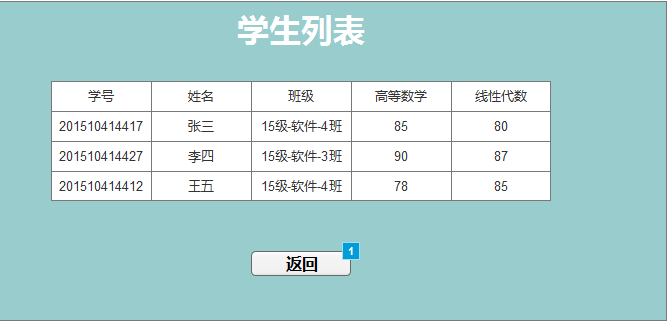 学生列表
学号 姓名 班级 高等数学 线性代数
201510414417 张三 15级-软件-4班 85 80
201510414427 李四 15级-软件-3班 90 87
201510414412 王五 15级-软件-4班 78 85
1
返回